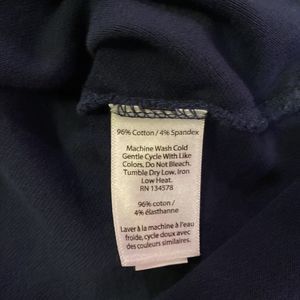 96% Cotton / 4% Spandex
Machine Wash Cold
Gentle Cycle With Like
Colors. Do Not Bleach.
Tumble Dry Low. Iron
Low Heat.
RN 134578
96% coton /
4% élasthanne
Laver à la machine à l'eau
froide, cycle doux avec
des couleurs similaires.